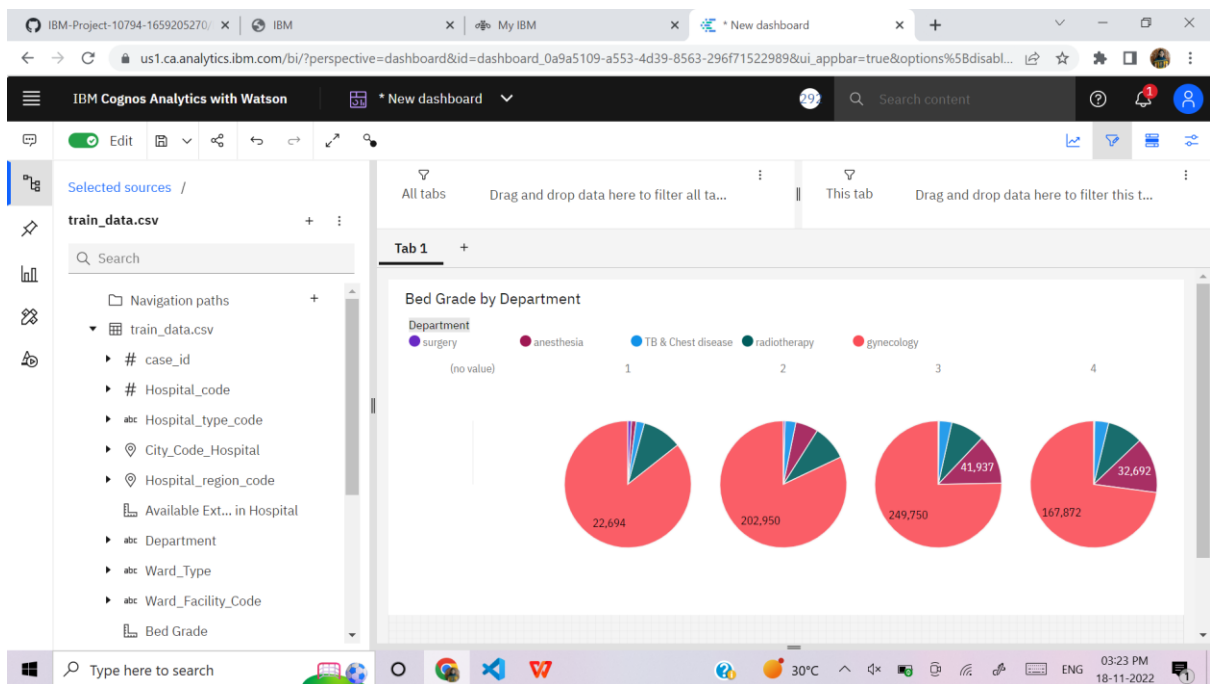 IBM-Project-10794-1659205270/
IBM
My IBM
* New dashboard
us1.ca.analytics.ibm.com/bi/?perspective=dashboard&id=dashboard_0a9a5109-a553-4d39-8563-296f71522989&ui_appbar=true&options%5Bdisabl...
IBM Cognos Analytics with Watson
* New dashboard
292
Search content
1
Edit
Selected sources /
train_data.csv
Search
Navigation paths
train_data.csv
# case_id
# Hospital_code
abc Hospital_type_code
City_Code_Hospital
Hospital_region_code
Available Ext... in Hospital
abc Department
abc Ward_Type
abc Ward_Facility_Code
Bed Grade
All tabs
Drag and drop data here to filter all ta...
This tab
Drag and drop data here to filter this t...
Tab 1
Bed Grade by Department
Department
surgery anesthesia TB & Chest disease radiotherapy gynecology
(no value) 1 2 3 4
22,694
202,950
249,750
41,937
167,872
32,692
Type here to search
30°C
ENG
03:23 PM
18-11-2022
1